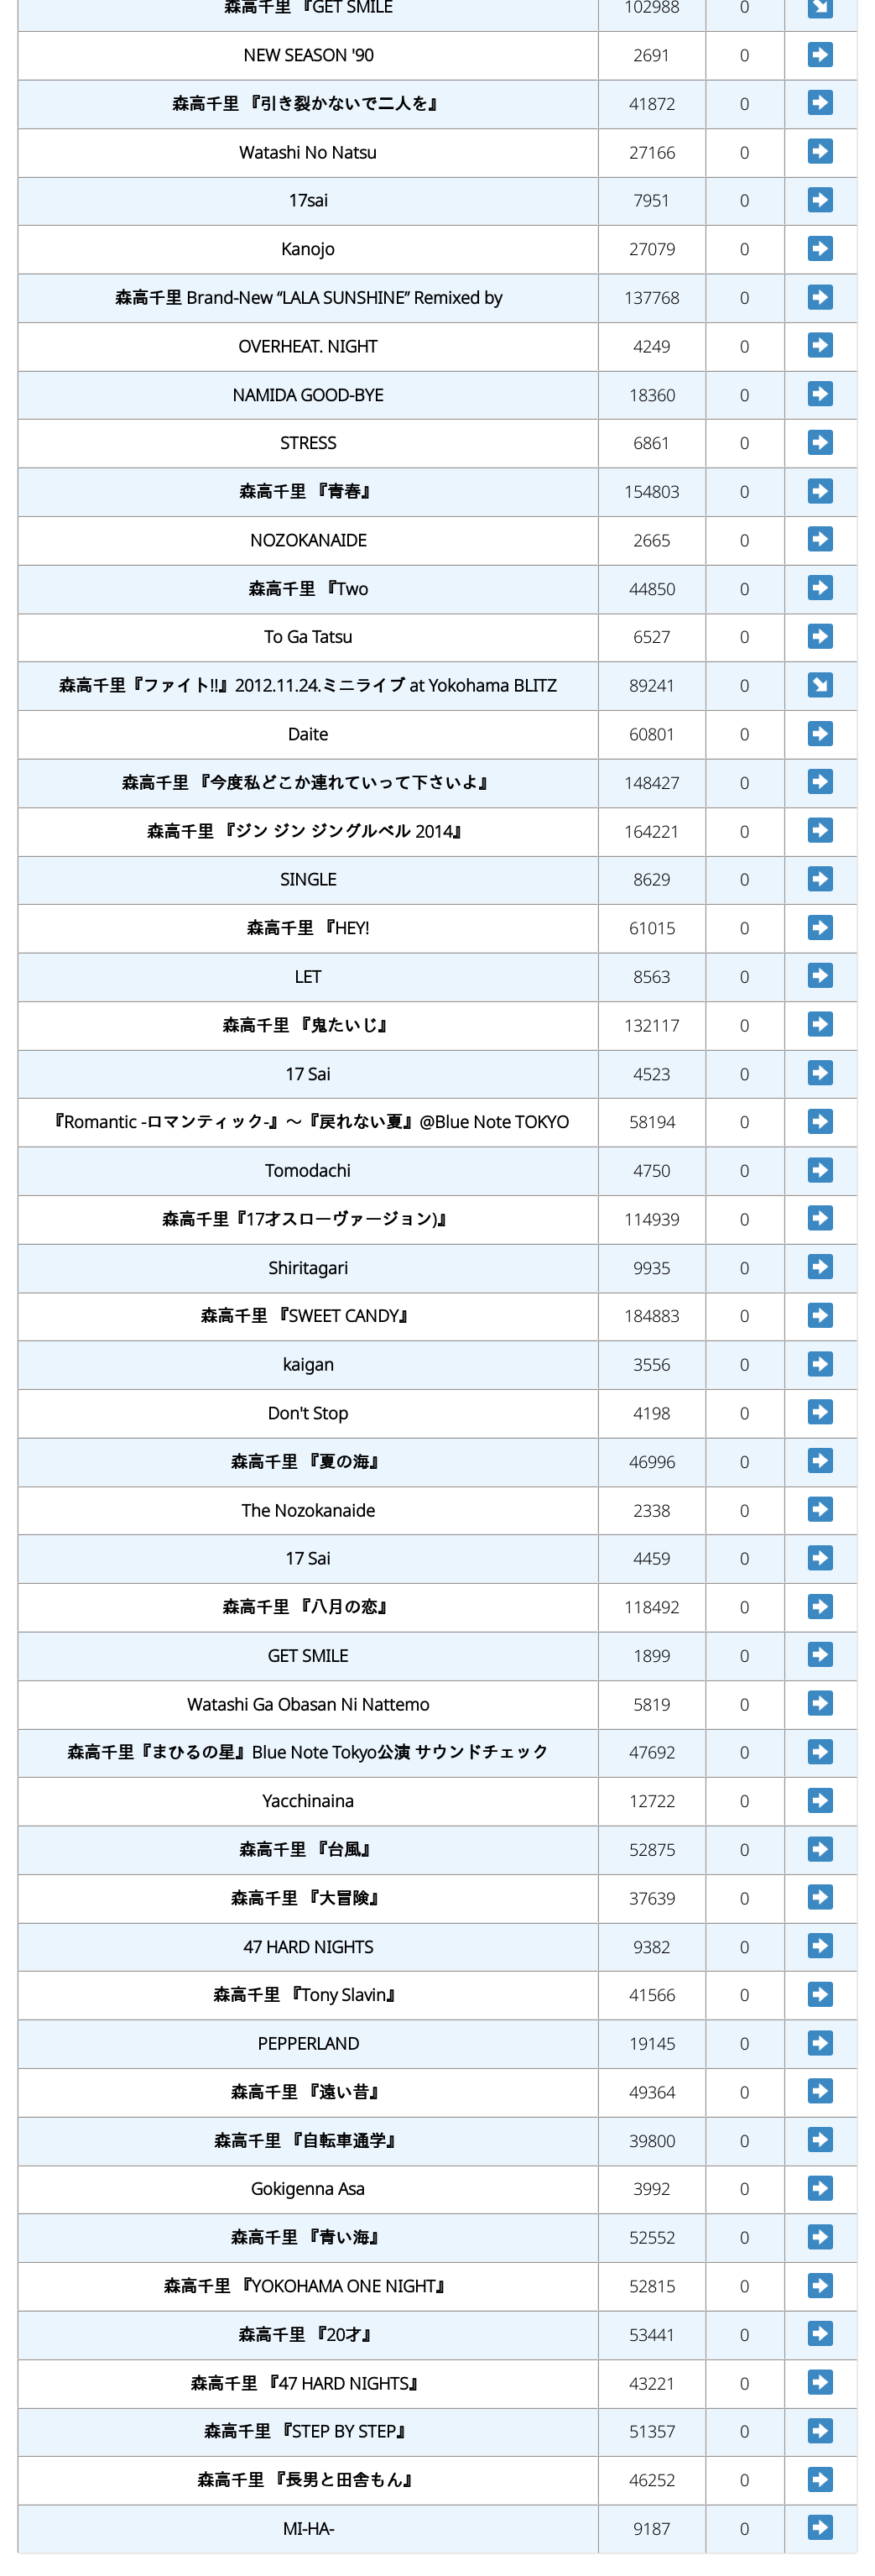 森高千里 『GET SMILE 102988 0
NEW SEASON '90 2691 0
森高千里 『引き裂かないで二人を』 41872 0
Watashi No Natsu 27166 0
17sai 7951 0
Kanojo 27079 0
森高千里 Brand-New “LALA SUNSHINE” Remixed by 137768 0
OVERHEAT. NIGHT 4249 0
NAMIDA GOOD-BYE 18360 0
STRESS 6861 0
森高千里 『青春』 154803 0
NOZOKANAIDE 2665 0
森高千里 『Two 44850 0
To Ga Tatsu 6527 0
森高千里『ファイト!!』2012.11.24.ミニライブ at Yokohama BLITZ 89241 0
Daite 60801 0
森高千里 『今度私どこか連れていって下さいよ』 148427 0
森高千里 『ジン ジン ジングルベル 2014』 164221 0
SINGLE 8629 0
森高千里 『HEY! 61015 0
LET 8563 0
森高千里 『鬼たいじ』 132117 0
17 Sai 4523 0
『Romantic -ロマンティック-』～『戻れない夏』@Blue Note TOKYO 58194 0
Tomodachi 4750 0
森高千里『17才スローヴァージョン)』 114939 0
Shiritagari 9935 0
森高千里 『SWEET CANDY』 184883 0
kaigan 3556 0
Don't Stop 4198 0
森高千里 『夏の海』 46996 0
The Nozokanaide 2338 0
17 Sai 4459 0
森高千里 『八月の恋』 118492 0
GET SMILE 1899 0
Watashi Ga Obasan Ni Nattemo 5819 0
森高千里『まひるの星』Blue Note Tokyo公演 サウンドチェック 47692 0
Yacchinaina 12722 0
森高千里 『台風』 52875 0
森高千里 『大冒険』 37639 0
47 HARD NIGHTS 9382 0
森高千里 『Tony Slavin』 41566 0
PEPPERLAND 19145 0
森高千里 『遠い昔』 49364 0
森高千里 『自転車通学』 39800 0
Gokigenna Asa 3992 0
森高千里 『青い海』 52552 0
森高千里 『YOKOHAMA ONE NIGHT』 52815 0
森高千里 『20才』 53441 0
森高千里 『47 HARD NIGHTS』 43221 0
森高千里 『STEP BY STEP』 51357 0
森高千里 『長男と田舎もん』 46252 0
MI-HA- 9187 0